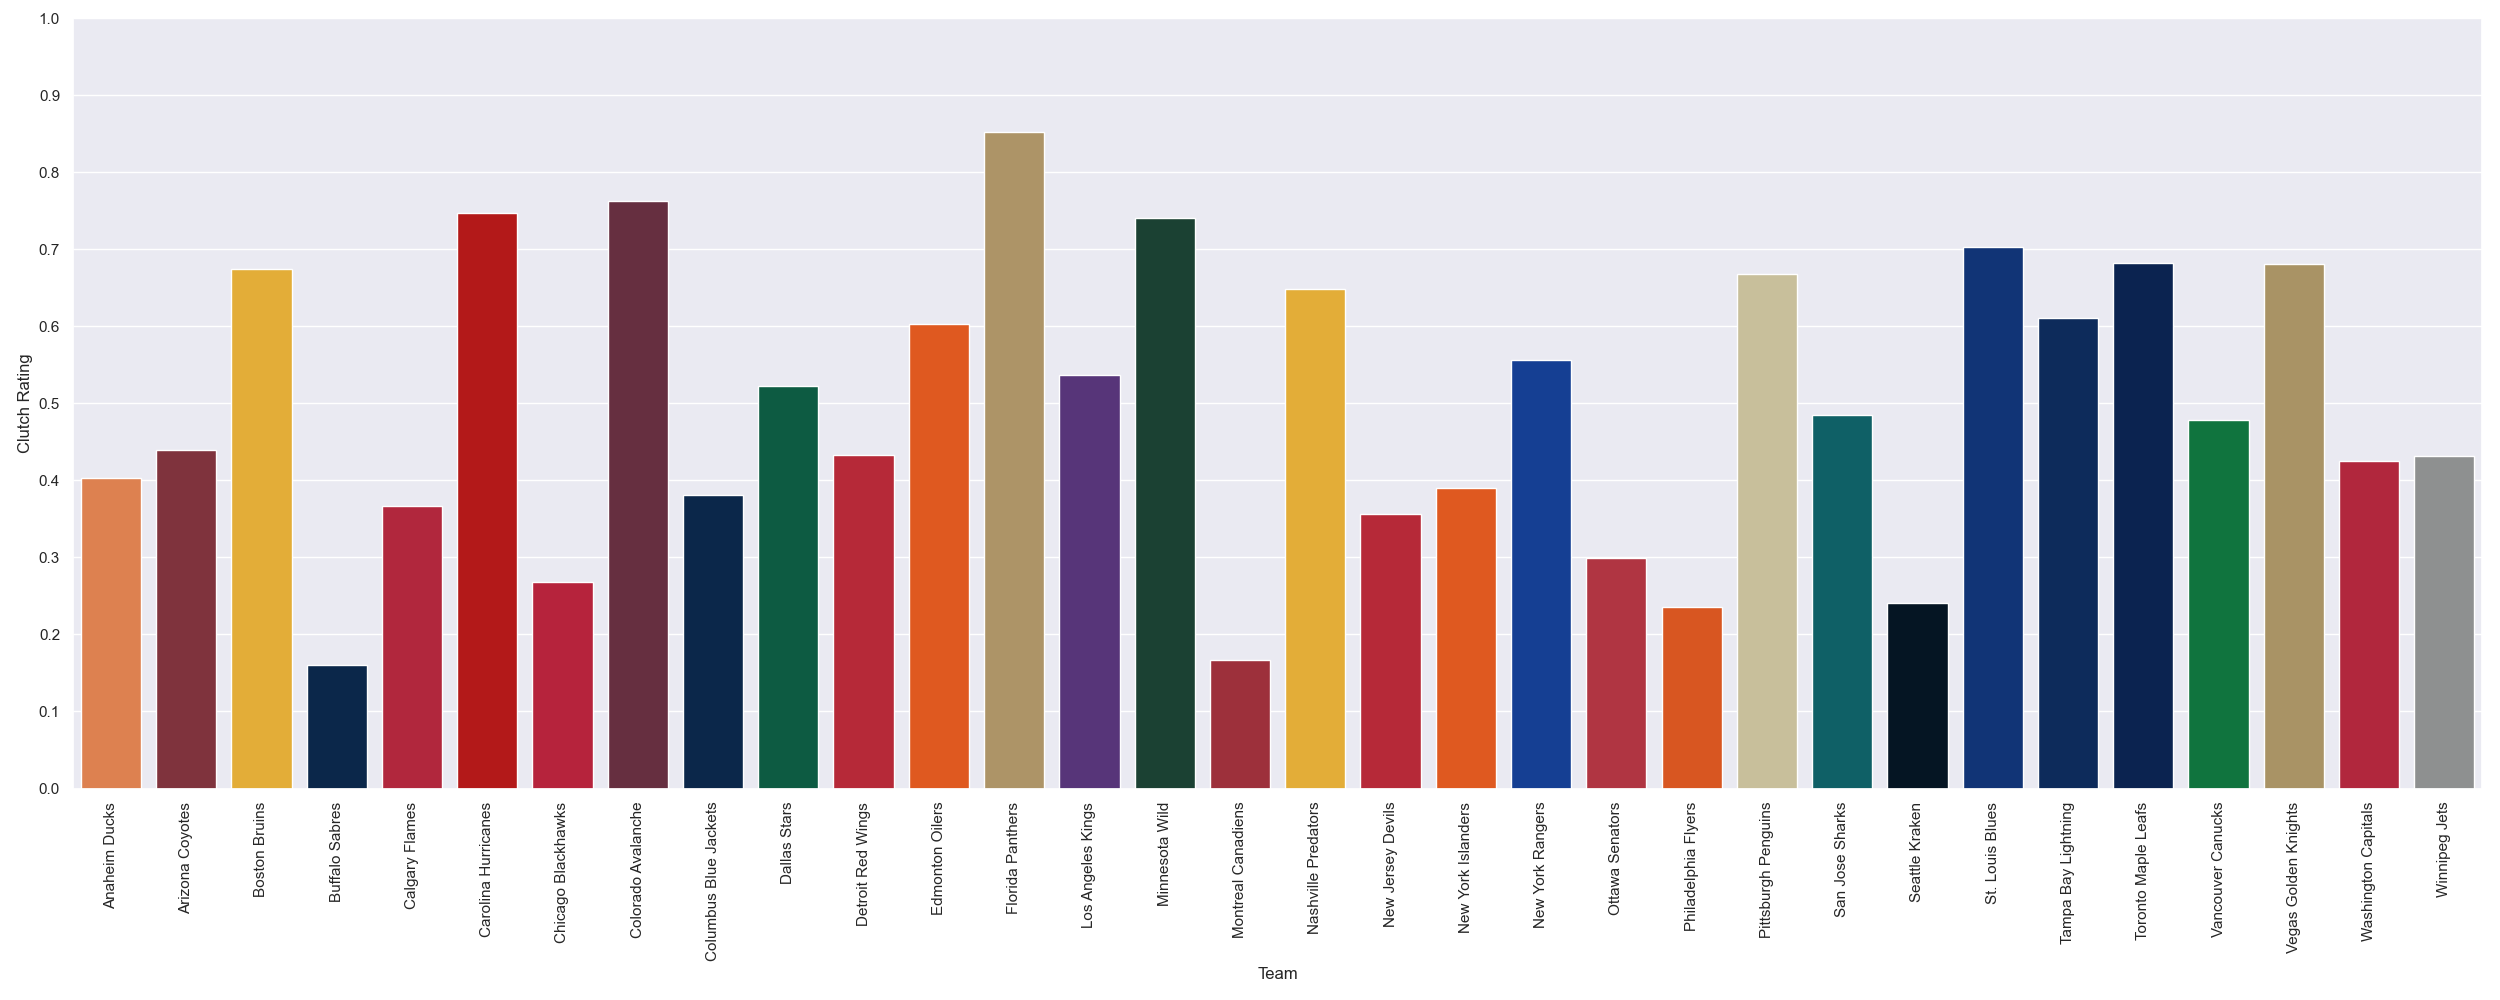 1.0
0.9
0.8
0.7
0.6
0.5
0.4
0.3
0.2
0.1
0.0
Clutch Rating
Anaheim Ducks
Arizona Coyotes
Boston Bruins
Buffalo Sabres
Calgary Flames
Carolina Hurricanes
Chicago Blackhawks
Colorado Avalanche
Columbus Blue Jackets
Dallas Stars
Detroit Red Wings
Edmonton Oilers
Florida Panthers
Los Angeles Kings
Minnesota Wild
Montreal Canadiens
Nashville Predators
New Jersey Devils
New York Islanders
New York Rangers
Ottawa Senators
Philadelphia Flyers
Pittsburgh Penguins
San Jose Sharks
Seattle Kraken
St. Louis Blues
Tampa Bay Lightning
Toronto Maple Leafs
Vancouver Canucks
Vegas Golden Knights
Washington Capitals
Winnipeg Jets
Team